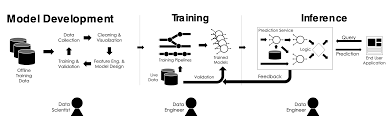 Model Development
Training
Inference
Data
Collection
Cleaning &
Visualisation
Offline
Training
Data
Training &
Validation
Feature Eng. &
Model Design
Training Pipelines
Trained
Models
Live
Data
Validation
Prediction Service
Logic
Feedback
Query
Prediction
End User
Application
Data
Scientist
Data
Engineer
Data
Engineer